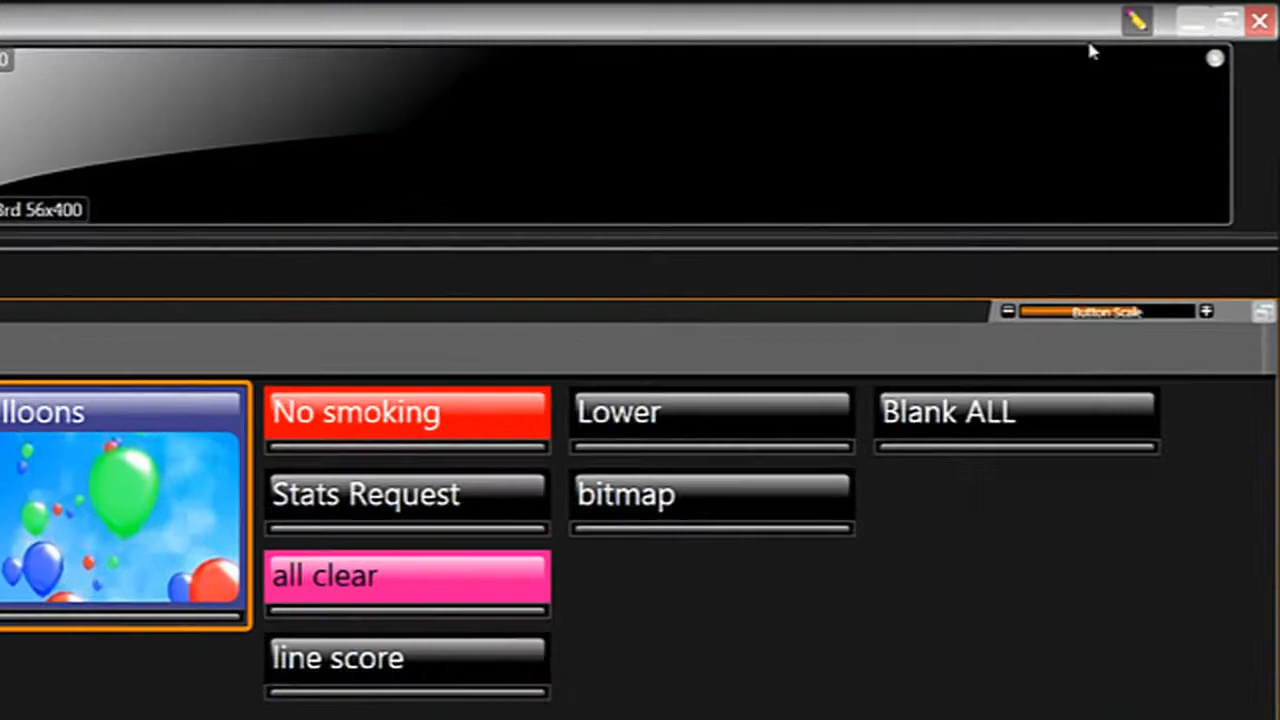 0
3rd 56x400
Button Scale
lloons
No smoking
Lower
Blank ALL
Stats Request
bitmap
all clear
line score